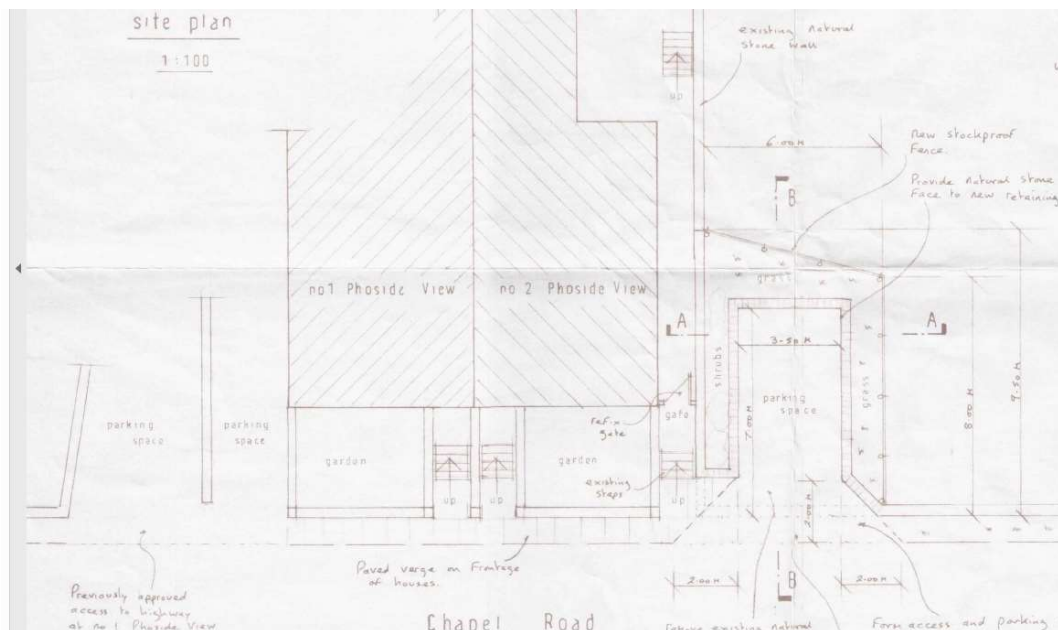 site plan
1:100
existing natural
stone wall
up
6.00M
new stockproof
Fence.
Provide natural stone
Face to new retaining
B
grass
no1 Phoside View
no 2 Phoside View
A
A
3.50M
shrubs
parking
space
parking
space
parking
space
7.00M
grass
8.00M
9.50M
refix
gate
gate
garden
garden
existing
steps
up
up
up
2.00M
Paved verge on Frontage
of houses.
2.00M
2.00M
B
Previously approved
access to highway
at no 1 Phoside View
Chapel Road
existing natural
Form access and parking